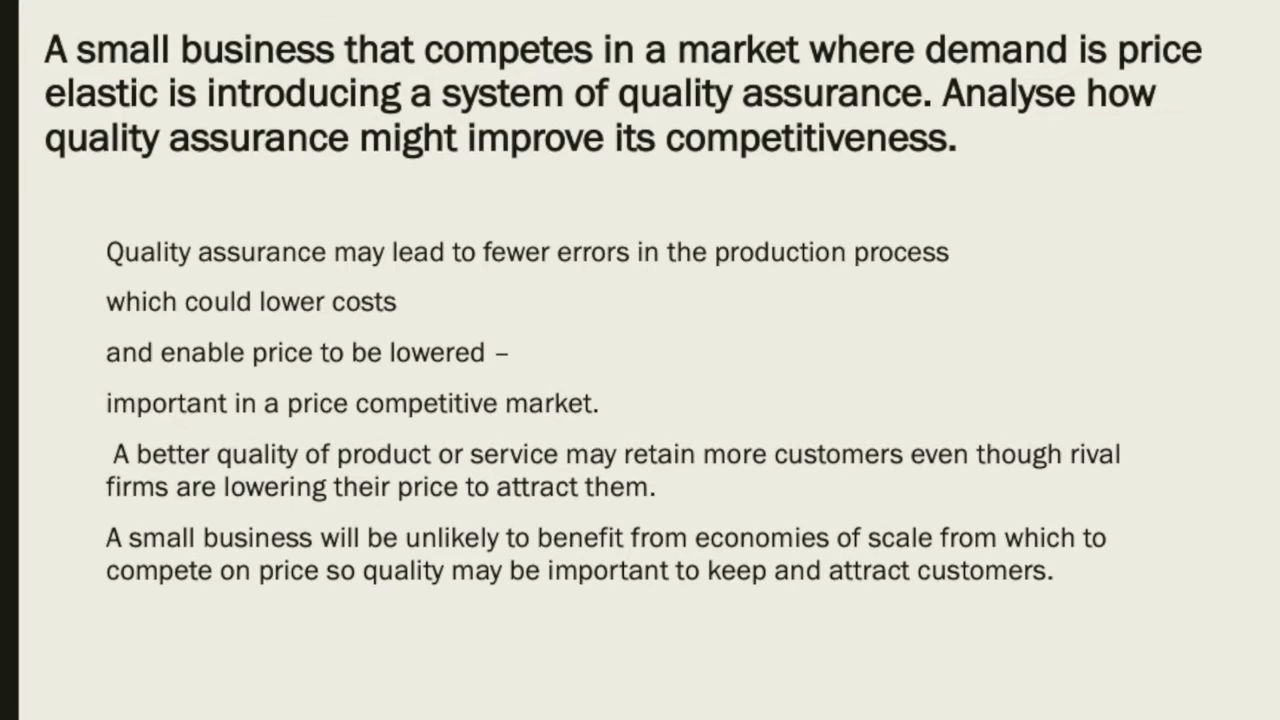 A small business that competes in a market where demand is price
elastic is introducing a system of quality assurance. Analyse how
quality assurance might improve its competitiveness.
Quality assurance may lead to fewer errors in the production process
which could lower costs
and enable price to be lowered –
important in a price competitive market.
A better quality of product or service may retain more customers even though rival
firms are lowering their price to attract them.
A small business will be unlikely to benefit from economies of scale from which to
compete on price so quality may be important to keep and attract customers.